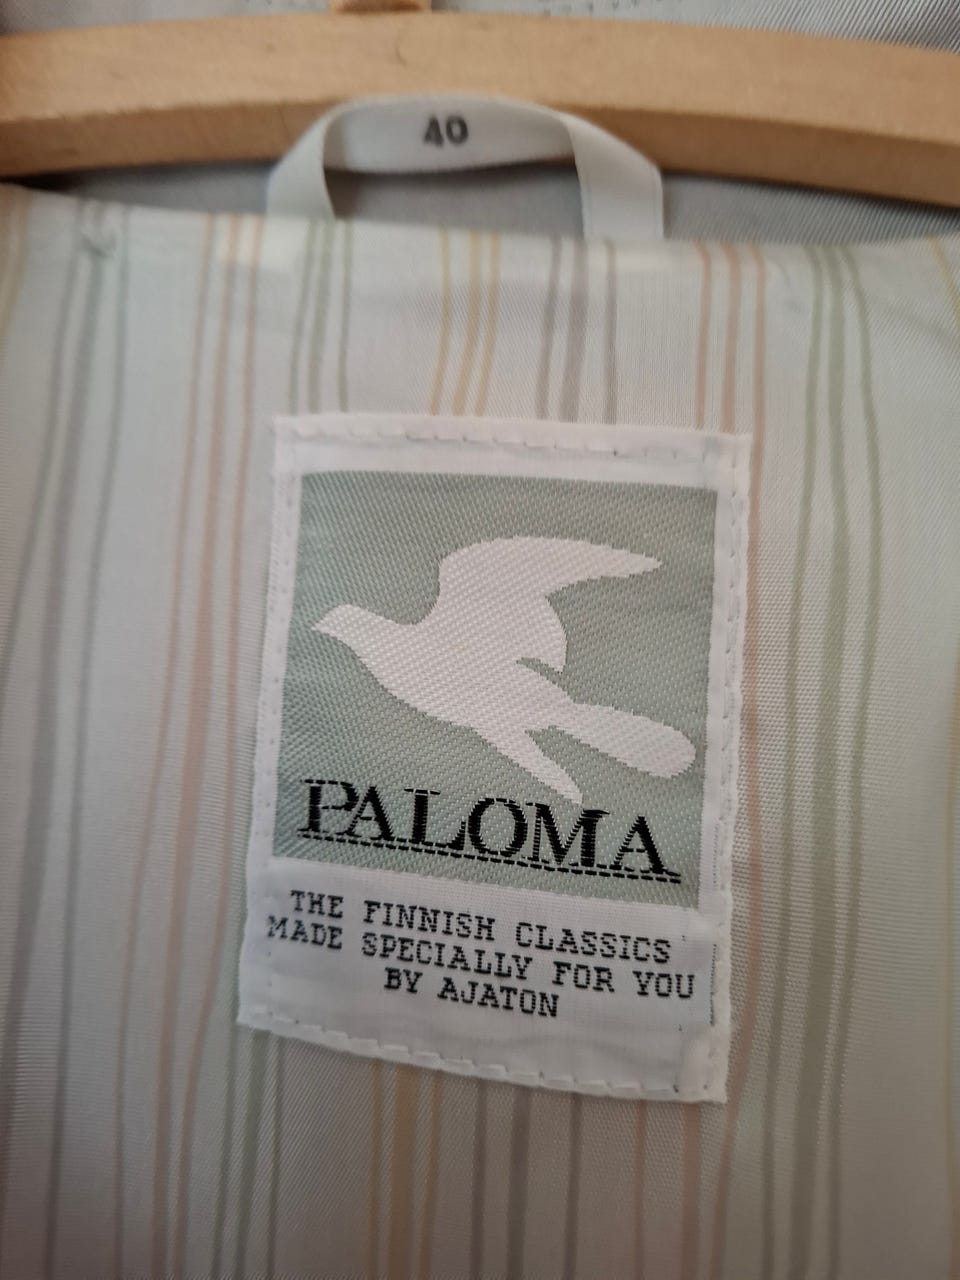 40
PALOMA
THE FINNISH CLASSICS
MADE SPECIALLY FOR YOU
BY AJATON